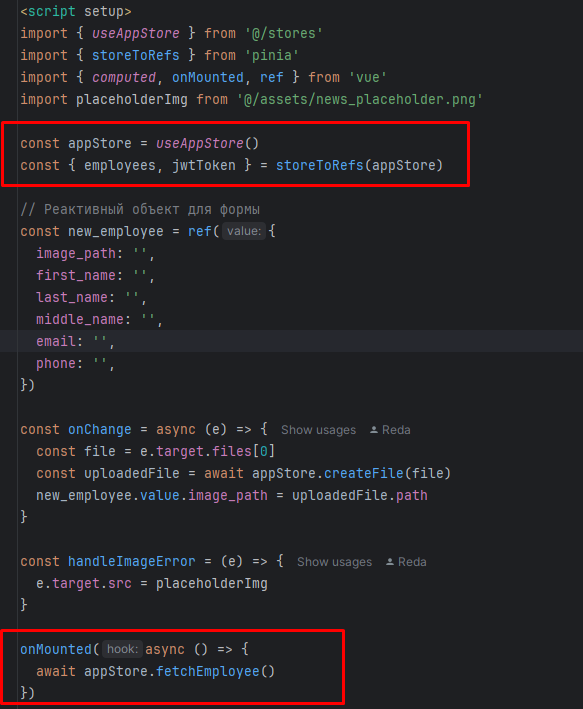 <script setup>
import { useAppStore } from '@/stores'
import { storeToRefs } from 'pinia'
import { computed, onMounted, ref } from 'vue'
import placeholderImg from '@/assets/news_placeholder.png'
const appStore = useAppStore()
const { employees, jwtToken } = storeToRefs(appStore)
// Реактивный объект для формы
const new_employee = ref( value: {
image_path: '',
first_name: '',
last_name: '',
middle_name: '',
email: '',
phone: '',
})
const onChange = async (e) => { Show usages Reda
const file = e.target.files[0]
const uploadedFile = await appStore.createFile(file)
new_employee.value.image_path = uploadedFile.path
}
const handleImageError = (e) => { Show usages Reda
e.target.src = placeholderImg
}
onMounted( hook: async () => {
await appStore.fetchEmployee()
})